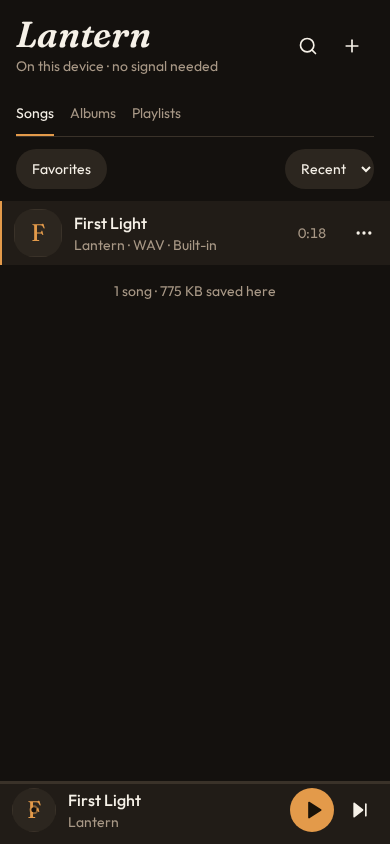 Lantern
On this device · no signal needed
Songs Albums Playlists
Favorites Recent
F First Light 0:18
Lantern · WAV · Built-in
1 song · 775 KB saved here
F First Light
Lantern